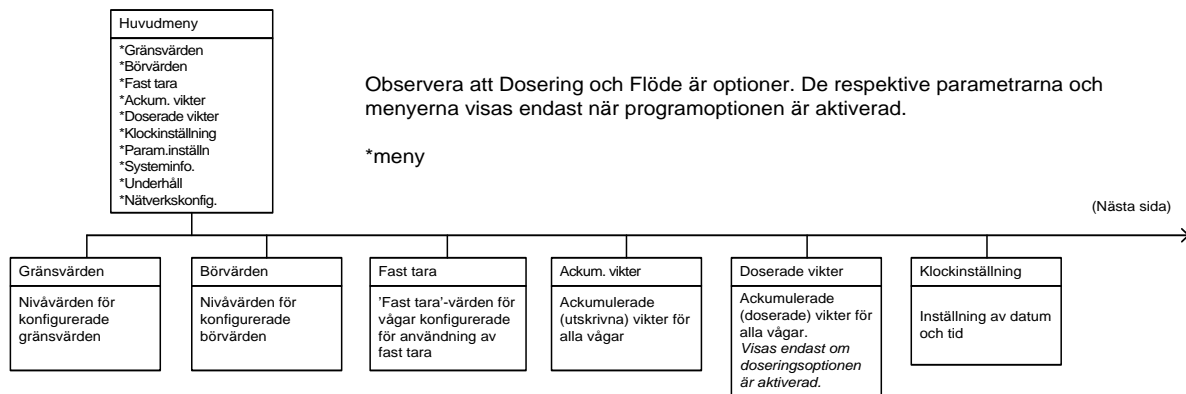 Huvudmeny
*Gränsvärden
*Börvärden
*Fast tara
*Ackum. vikter
*Doserade vikter
*Klockinställning
*Param.inställn
*Systeminfo.
*Underhåll
*Nätverkskonfig.
Observera att Dosering och Flöde är optioner. De respektive parametrarna och
menyerna visas endast när programoptionen är aktiverad.
*meny
(Nästa sida)
Gränsvärden
Nivåvärden för
konfigurerade
gränsvärden
Börvärden
Nivåvärden för
konfigurerade
börvärden
Fast tara
'Fast tara'-värden för
vågar konfigurerade
för användning av
fast tara
Ackum. vikter
Ackumulerade
(utskrivna) vikter för
alla vågar
Doserade vikter
Ackumulerade
(doserade) vikter för
alla vågar.
Visas endast om
doseringsoptionen
är aktiverad.
Klockinställning
Inställning av datum
och tid